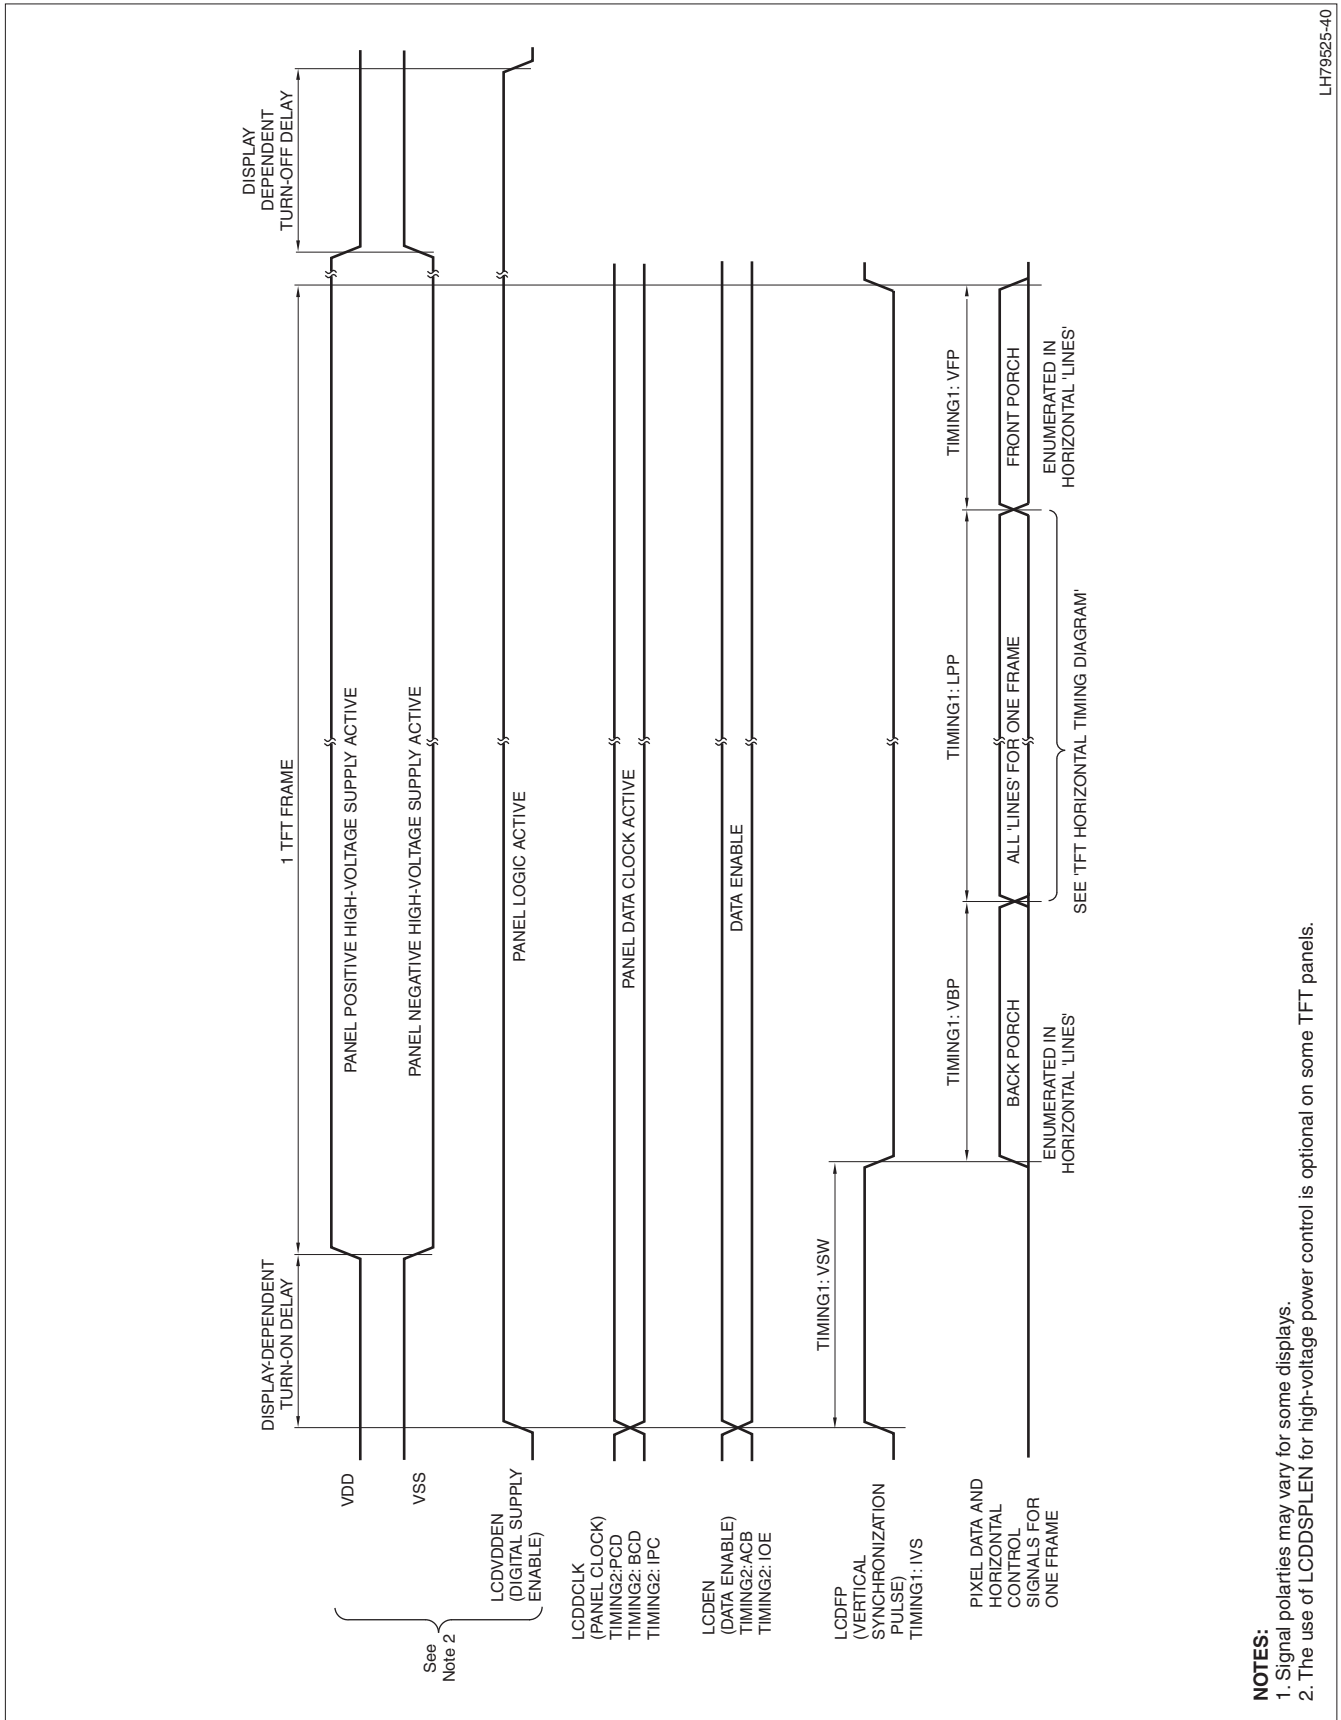 DISPLAY-DEPENDENT
TURN-ON DELAY
1 TFT FRAME
DISPLAY
DEPENDENT
TURN-OFF DELAY
VDD
PANEL POSITIVE HIGH-VOLTAGE SUPPLY ACTIVE
VSS
PANEL NEGATIVE HIGH-VOLTAGE SUPPLY ACTIVE
See
Note 2
LCDVDDEN
(DIGITAL SUPPLY
ENABLE)
PANEL LOGIC ACTIVE
LCDDCLK
(PANEL CLOCK)
TIMING2:PCD
TIMING2: BCD
TIMING2: IPC
PANEL DATA CLOCK ACTIVE
LCDEN
(DATA ENABLE)
TIMING2:ACB
TIMING2: IOE
DATA ENABLE
TIMING1: VSW
LCDFP
(VERTICAL
SYNCHRONIZATION
PULSE)
TIMING1: IVS
TIMING1: VBP
TIMING1: LPP
TIMING1: VFP
PIXEL DATA AND
HORIZONTAL
CONTROL
SIGNALS FOR
ONE FRAME
BACK PORCH
ALL 'LINES' FOR ONE FRAME
FRONT PORCH
ENUMERATED IN
HORIZONTAL 'LINES'
SEE 'TFT HORIZONTAL TIMING DIAGRAM'
ENUMERATED IN
HORIZONTAL 'LINES'
NOTES:
1. Signal polarties may vary for some displays.
2. The use of LCDDSPLEN for high-voltage power control is optional on some TFT panels.
LH79525-40